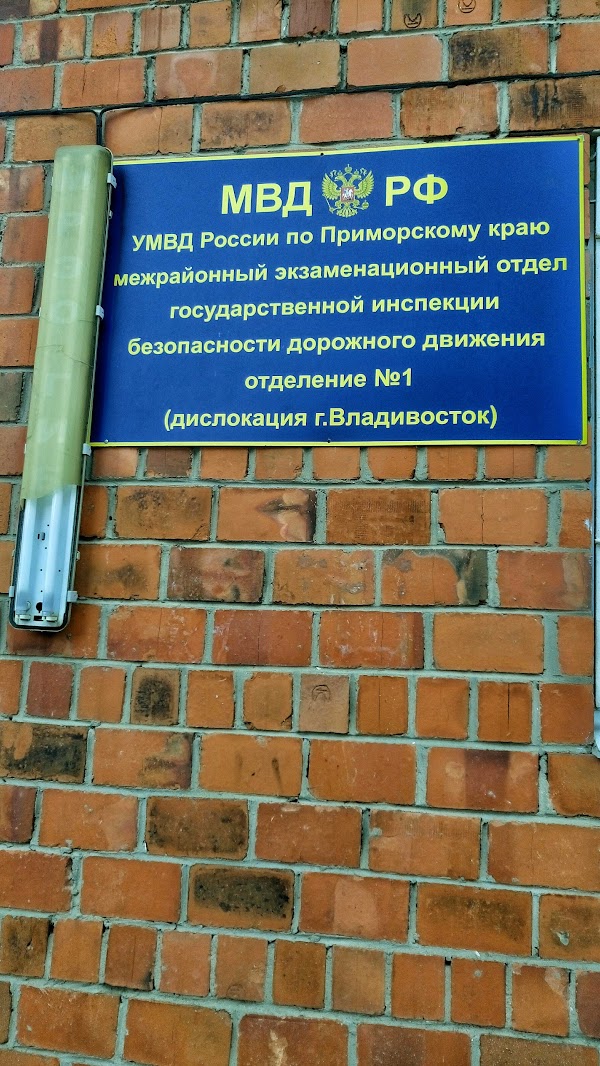 МВД РФ
УМВД России по Приморскому краю
межрайонный экзаменационный отдел
государственной инспекции
безопасности дорожного движения
отделение №1
(дислокация г.Владивосток)